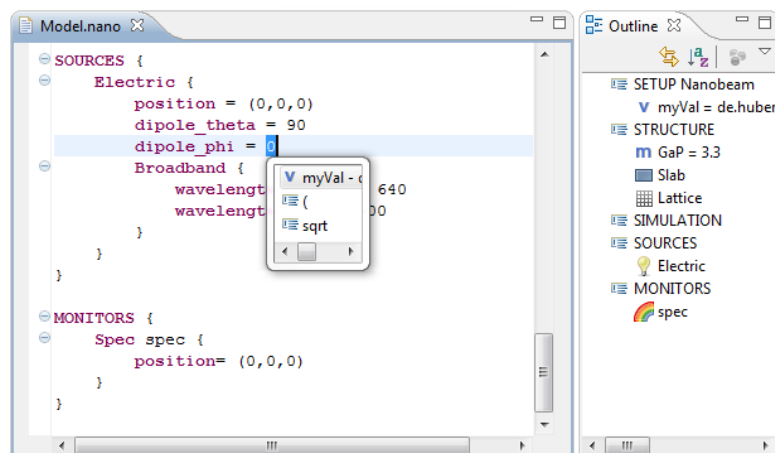 Model.nano
SOURCES {
Electric {
position = (0,0,0)
dipole_theta = 90
dipole_phi = 0
Broadband {
wavelengt 640
wavelengt 00
}
}
}
MONITORS {
Spec spec {
position= (0,0,0)
}
}
myVal - d
(
sqrt
Outline
SETUP Nanobeam
myVal = de.huber
STRUCTURE
GaP = 3.3
Slab
Lattice
SIMULATION
SOURCES
Electric
MONITORS
spec